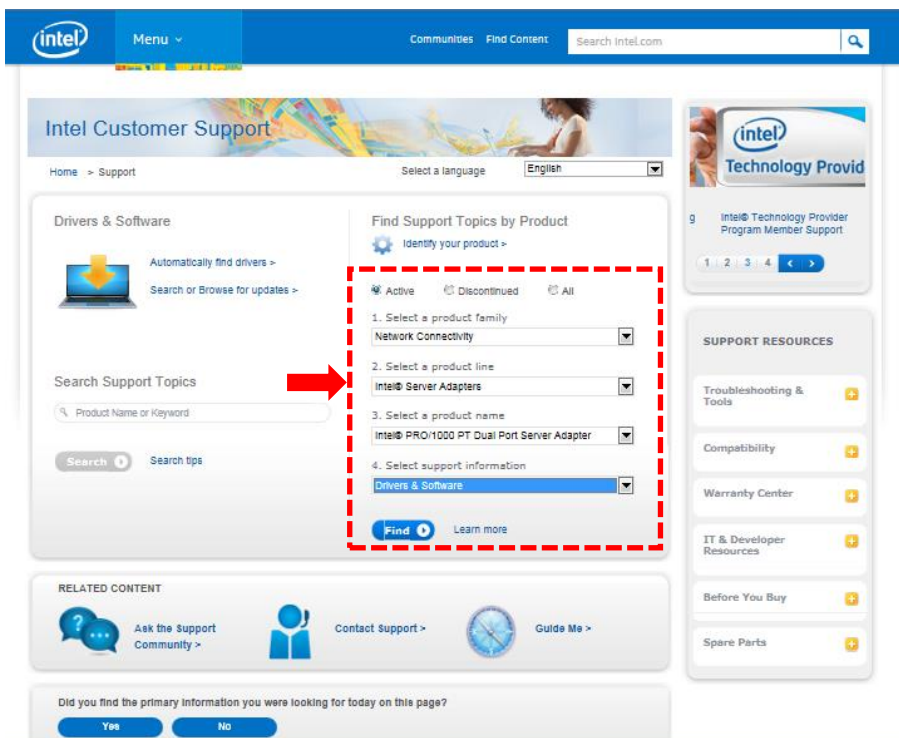 intel
Menu
Communities Find Content Search Intel.com
Intel Customer Support
Home > Support
Select a language English
Drivers & Software
Automatically find drivers >
Search or Browse for updates >
Search Support Topics
Product Name or Keyword
Search Search tips
Find Support Topics by Product
Identify your product >
Active Discontinued All
1. Select a product family
Network Connectivity
2. Select a product line
Intel® Server Adapters
3. Select a product name
Intel® PRO/1000 PT Dual Port Server Adapter
4. Select support information
Drivers & Software
Find Learn more
intel
Technology Provid
g Intel® Technology Provider
Program Member Support
1 2 3 4 < >
SUPPORT RESOURCES
Troubleshooting &
Tools
Compatibility
Warranty Center
IT & Developer
Resources
Before You Buy
Spare Parts
RELATED CONTENT
Ask the Support
Community >
Contact Support >
Guide Me >
Did you find the primary information you were looking for today on this page?
Yes No